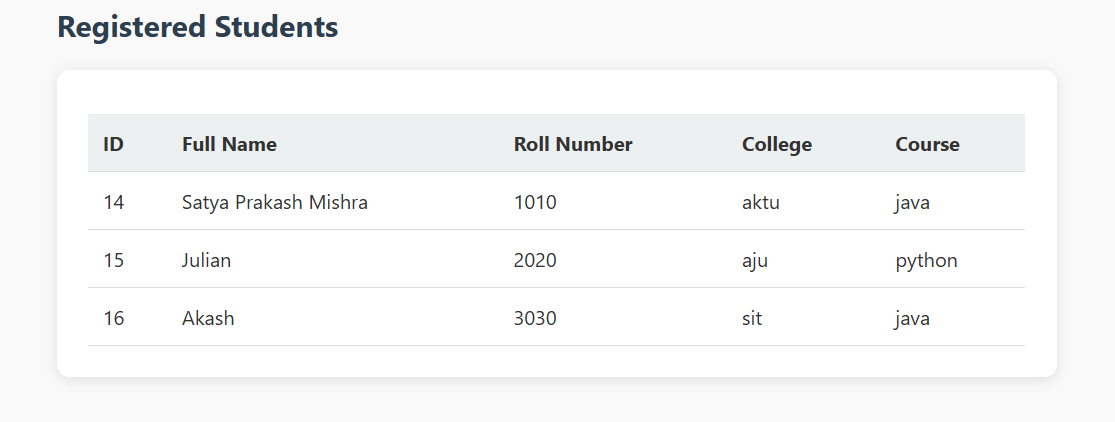 Registered Students
ID Full Name Roll Number College Course
14 Satya Prakash Mishra 1010 aktu java
15 Julian 2020 aju python
16 Akash 3030 sit java